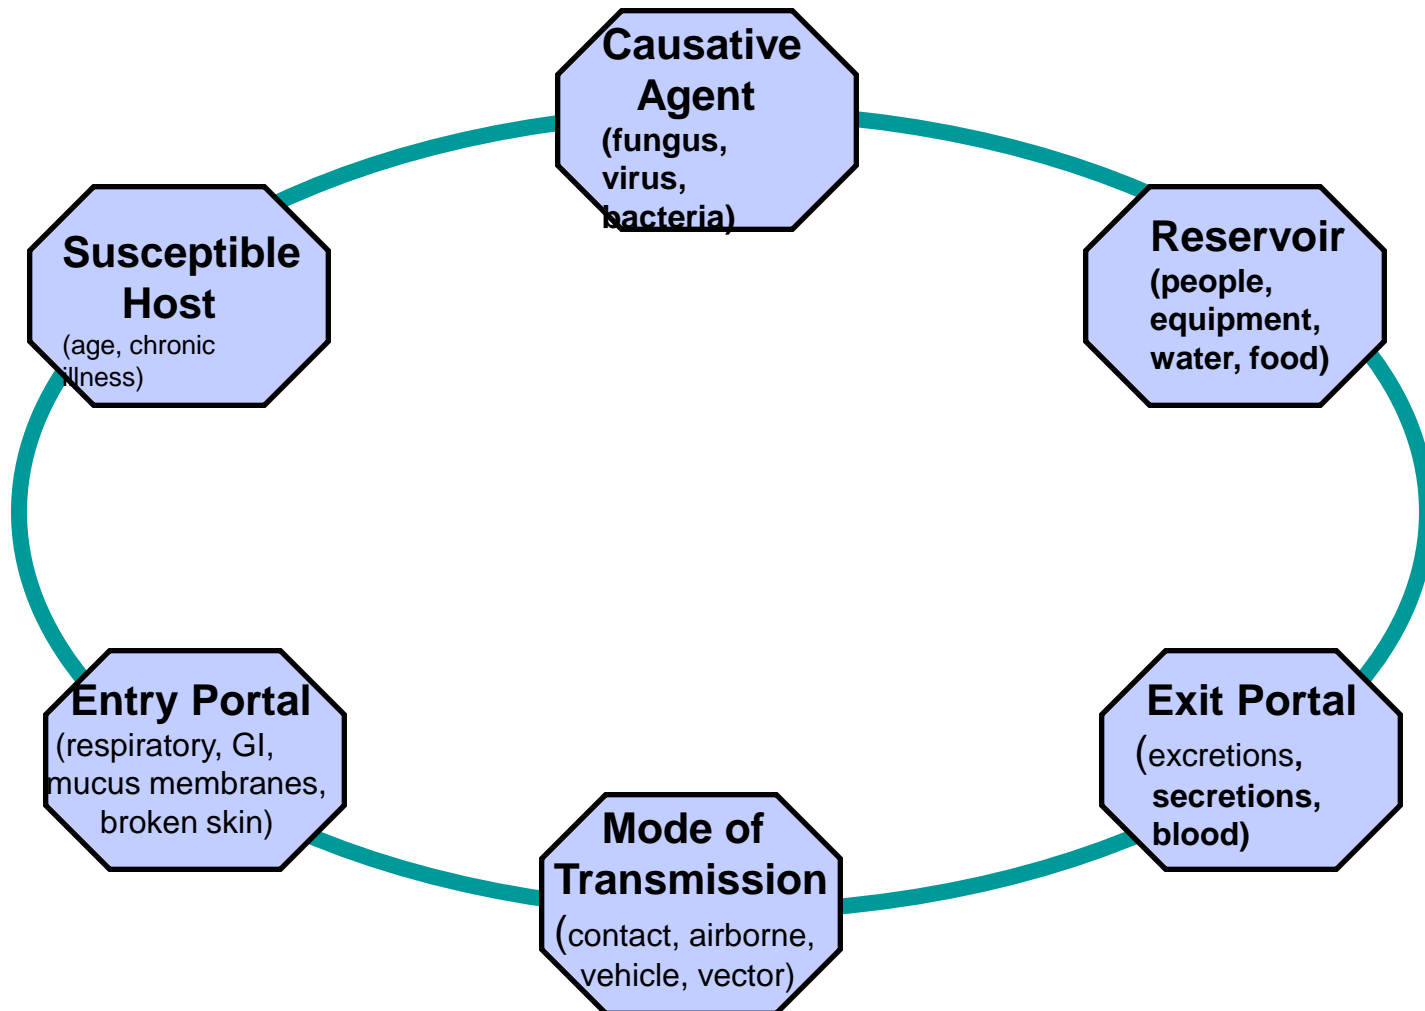 Causative
Agent
(fungus,
virus,
bacteria)
Reservoir
(people,
equipment,
water, food)
Exit Portal
(excretions,
secretions,
blood)
Mode of
Transmission
(contact, airborne,
vehicle, vector)
Entry Portal
(respiratory, GI,
mucus membranes,
broken skin)
Susceptible
Host
(age, chronic
illness)